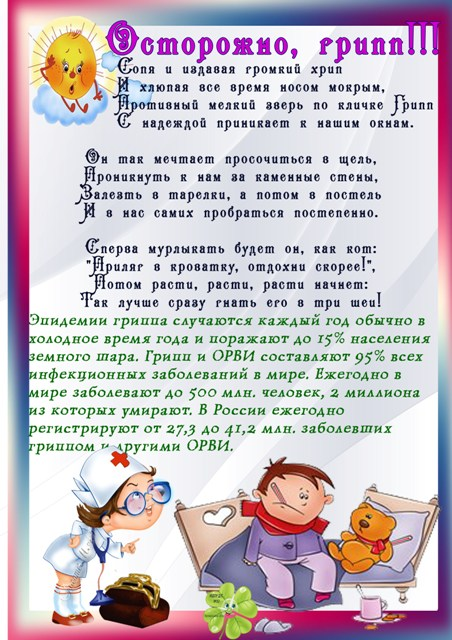 Осторожно, грипп!!!
Сопя и издавая громкий хрип
И хлюпая все время носом мокрым,
Противный мелкий зверь по кличке Грипп
С надеждой приникает к нашим окнам.
Он так мечтает просочиться в щель,
Проникнуть к нам за каменные стены,
Залезть в тарелки, а потом в постель
И в нас самих пробраться постепенно.
Сперва мурлыкать будет он, как кот:
"Приляг в кроватку, отдохни скорее!",
Потом расти, расти, расти начнет:
Так лучше сразу гнать его в три шеи!
Эпидемии гриппа случаются каждый год обычно в
холодное время года и поражают до 15% населения
земного шара. Грипп и ОРВИ составляют 95% всех
инфекционных заболеваний в мире. Ежегодно в
мире заболевают до 500 млн. человек, 2 миллиона
из которых умирают. В России ежегодно
регистрируют от 27,3 до 41,2 млн. заболевших
гриппом и другими ОРВИ.